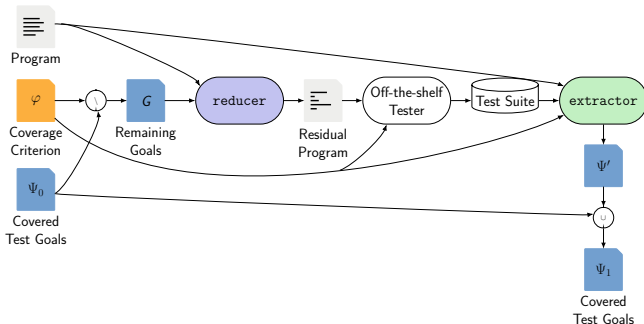 Program
φ
Coverage
Criterion
\
G
Remaining
Goals
reducer
Residual
Program
Off-the-shelf
Tester
Test Suite
extractor
Ψ0
Covered
Test Goals
Ψ′
∪
Ψ1
Covered
Test Goals